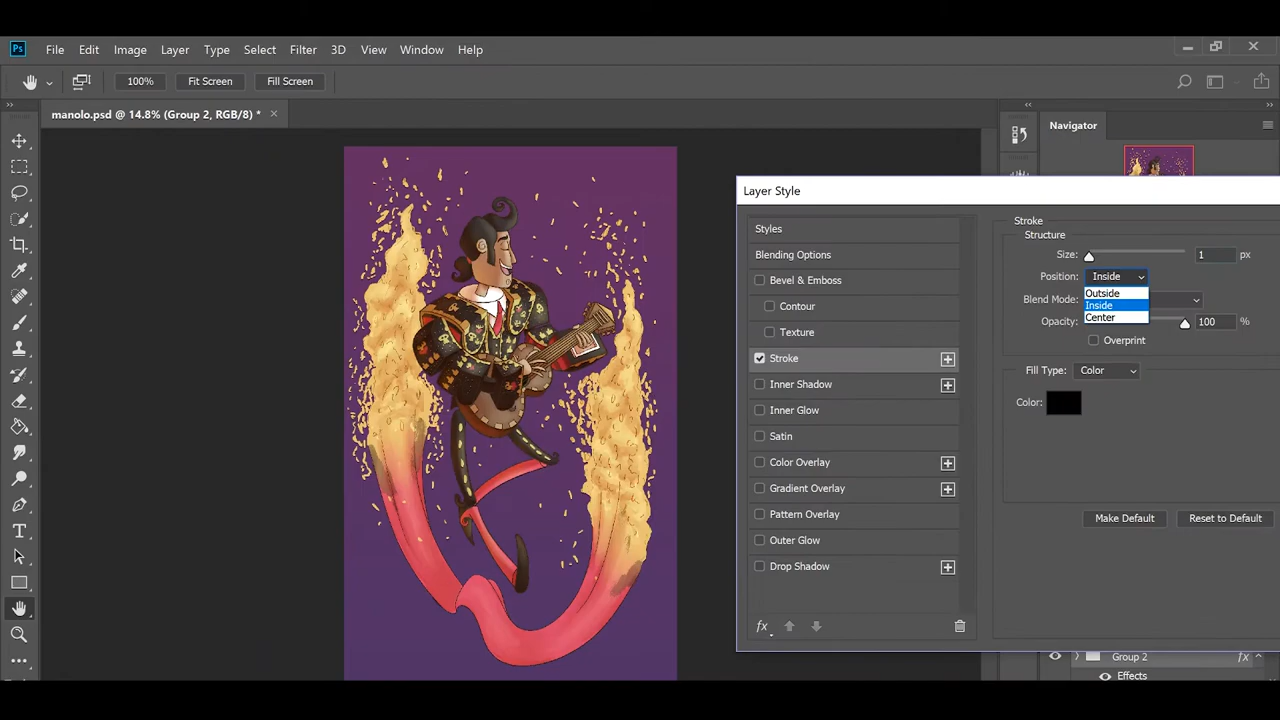 Ps File Edit Image Layer Type Select Filter 3D View Window Help
100% Fit Screen Fill Screen
manolo.psd @ 14.8% (Group 2, RGB/8) *
Navigator
Layer Style
Styles
Blending Options
Bevel & Emboss
Contour
Texture
Stroke
Inner Shadow
Inner Glow
Satin
Color Overlay
Gradient Overlay
Pattern Overlay
Outer Glow
Drop Shadow
fx
Stroke
Structure
Size: 1 px
Position: Inside
Outside
Inside
Center
Blend Mode:
Opacity: 100 %
Overprint
Fill Type: Color
Color:
Make Default Reset to Default
Group 2 fx
Effects